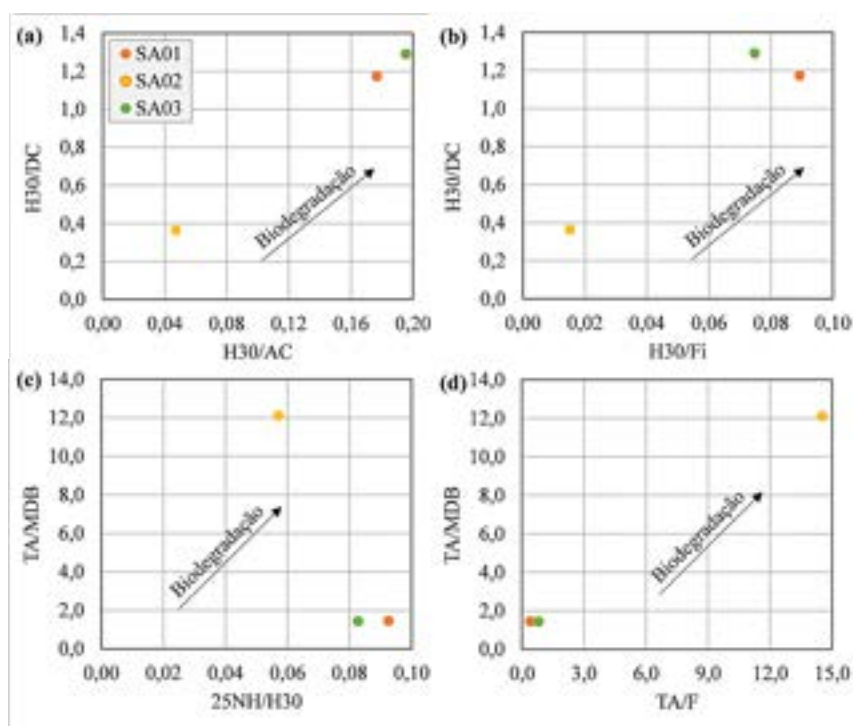 (a)
1,4
1,2
1,0
0,8
0,6
0,4
0,2
0,0
H30/DC
SA01
SA02
SA03
Biodegradação
0,00 0,04 0,08 0,12 0,16 0,20
H30/AC
(b)
1,4
1,2
1,0
0,8
0,6
0,4
0,2
0,0
H30/DC
Biodegradação
0,00 0,02 0,04 0,06 0,08 0,10
H30/Fi
(c)
14,0
12,0
10,0
8,0
6,0
4,0
2,0
0,0
TA/MDB
Biodegradação
0,00 0,02 0,04 0,06 0,08 0,10
25NH/H30
(d)
14,0
12,0
10,0
8,0
6,0
4,0
2,0
0,0
TA/MDB
Biodegradação
0,0 3,0 6,0 9,0 12,0 15,0
TA/F